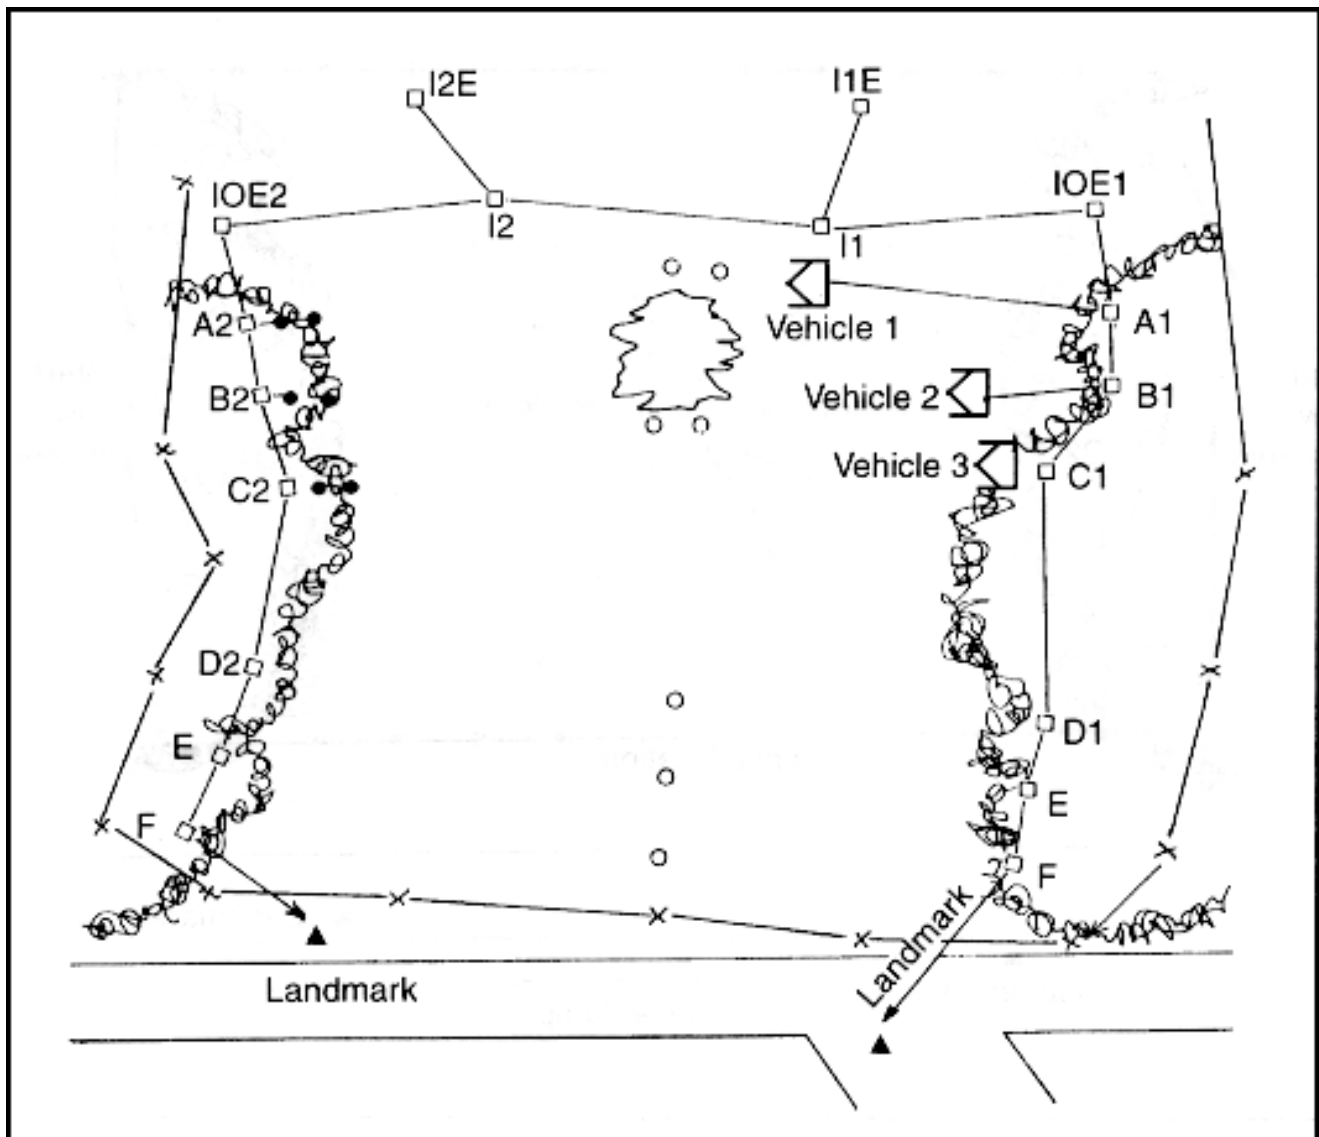 I2E
I1E
IOE2
IOE1
I2
I1
A2
Vehicle 1
A1
B2
Vehicle 2
B1
C2
Vehicle 3
C1
D2
D1
E
E
F
F
Landmark
Landmark